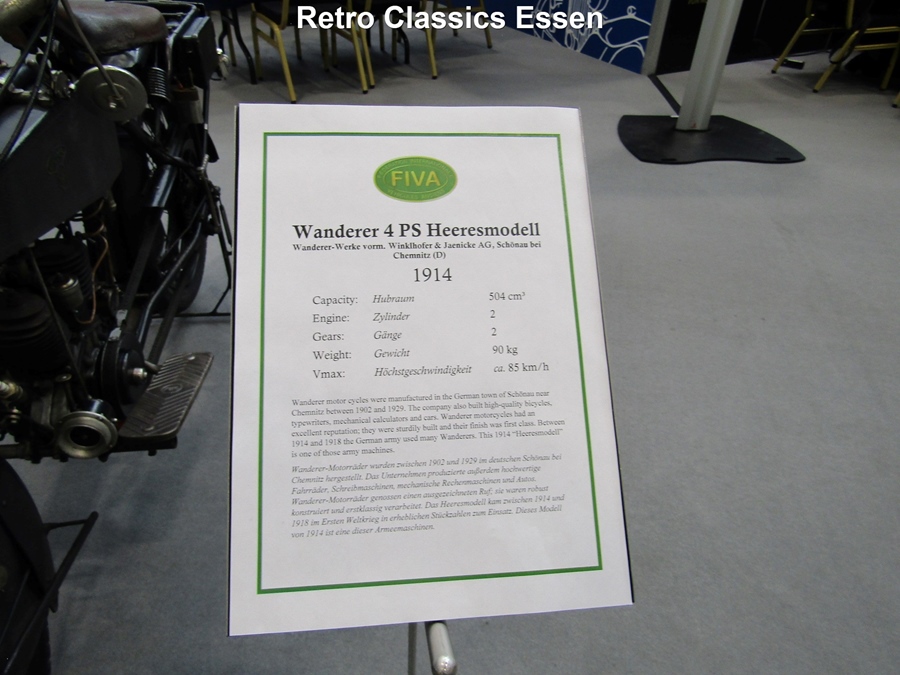 Retro Classics Essen
FIVA
Wanderer 4 PS Heeresmodell
Wanderer-Werke vorm. Winklhofer & Jaenicke AG, Schönau bei
Chemnitz (D)
1914
Capacity: Hubraum 504 cm³
Engine: Zylinder 2
Gears: Gänge 2
Weight: Gewicht 90 kg
Vmax: Höchstgeschwindigkeit ca. 85 km/h
Wanderer motor cycles were manufactured in the German town of Schönau near
Chemnitz between 1902 and 1929. The company also built high-quality bicycles,
typewriters, mechanical calculators and cars. Wanderer motorcycles had an
excellent reputation; they were sturdily built and their finish was first class. Between
1914 and 1918 the German army used many Wanderers. This 1914 “Heeresmodell”
is one of those army machines.
Wanderer-Motorräder wurden zwischen 1902 und 1929 im deutschen Schönau bei
Chemnitz hergestellt. Das Unternehmen produzierte außerdem hochwertige
Fahrräder, Schreibmaschinen, mechanische Rechenmaschinen und Autos.
Wanderer-Motorräder genossen einen ausgezeichneten Ruf; sie waren robust
konstruiert und erstklassig verarbeitet. Das Heeresmodell kam zwischen 1914 und
1918 im Ersten Weltkrieg in erheblichen Stückzahlen zum Einsatz. Dieses Modell
von 1914 ist eine dieser Armeemaschinen.